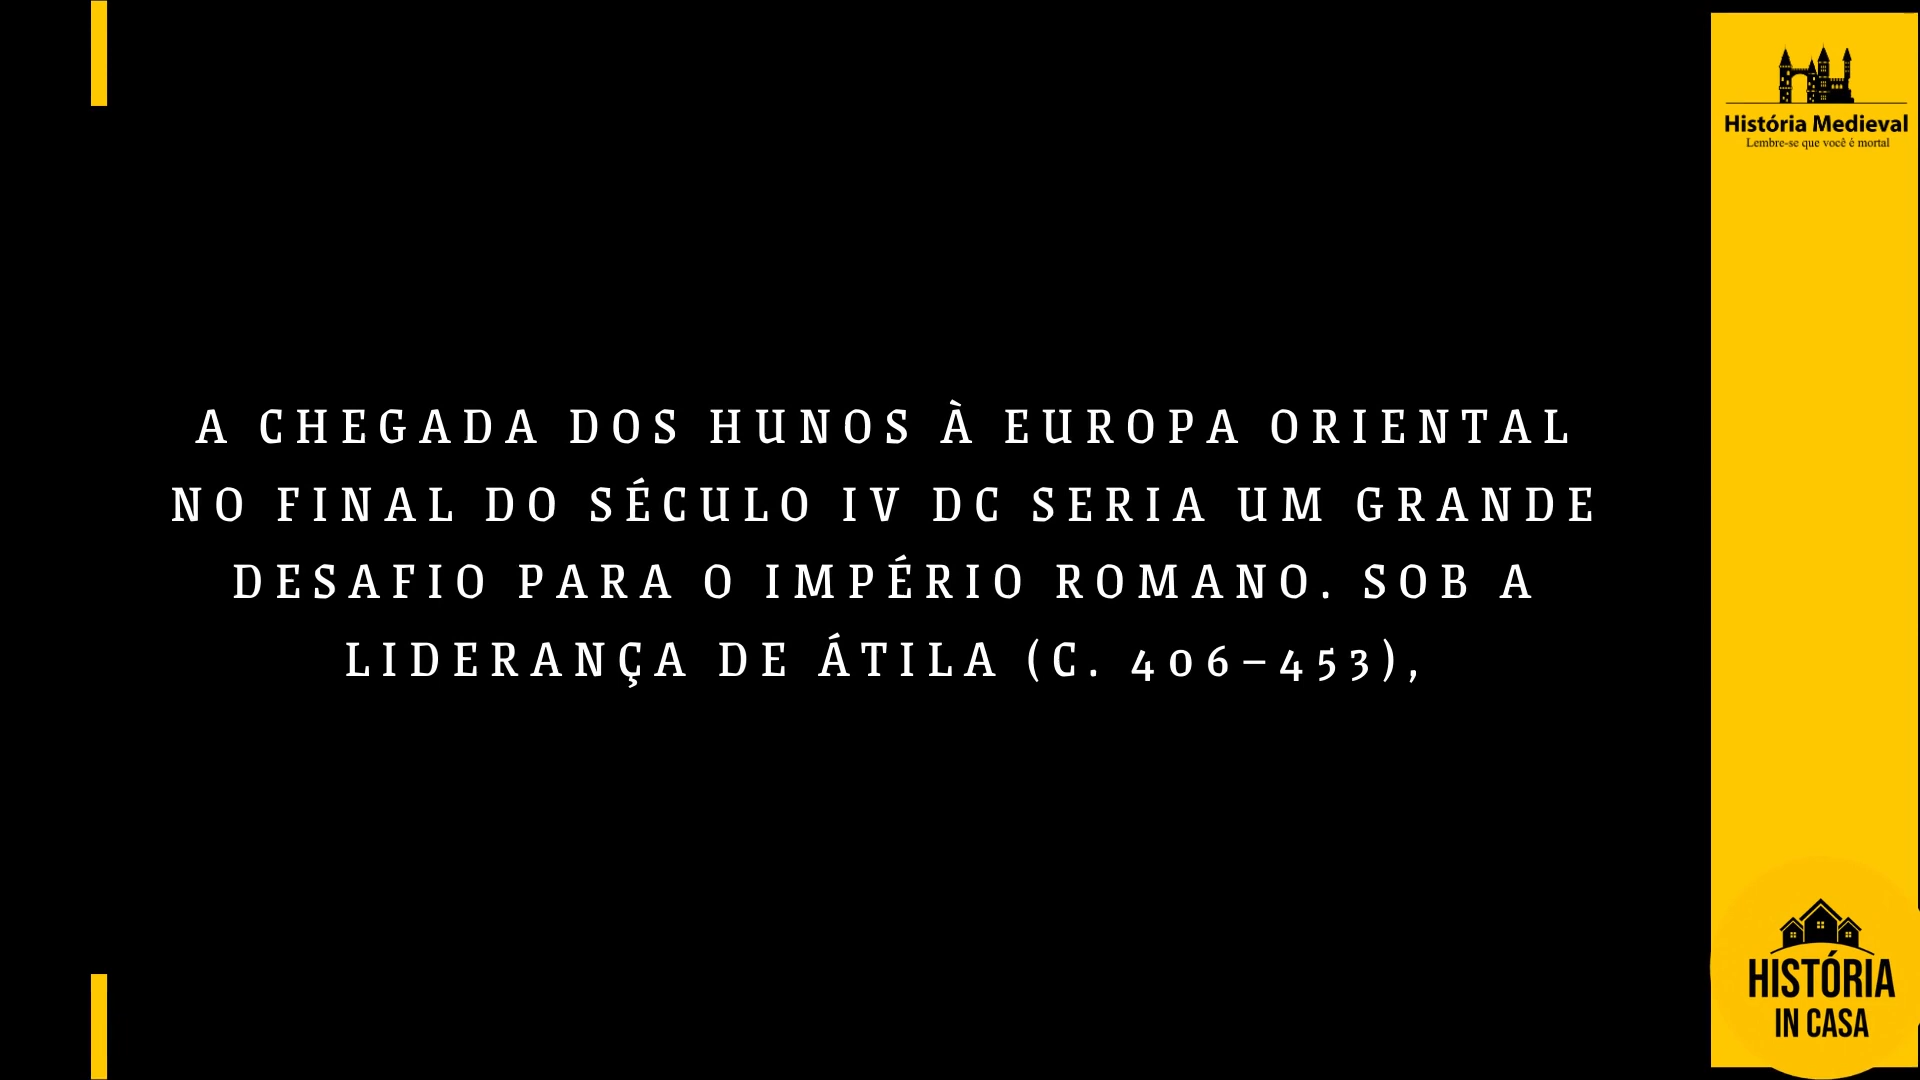 História Medieval
Lembre-se que você é mortal
A CHEGADA DOS HUNOS À EUROPA ORIENTAL
NO FINAL DO SÉCULO IV DC SERIA UM GRANDE
DESAFIO PARA O IMPÉRIO ROMANO. SOB A
LIDERANÇA DE ÁTILA (C. 406–453),
HISTÓRIA
IN CASA